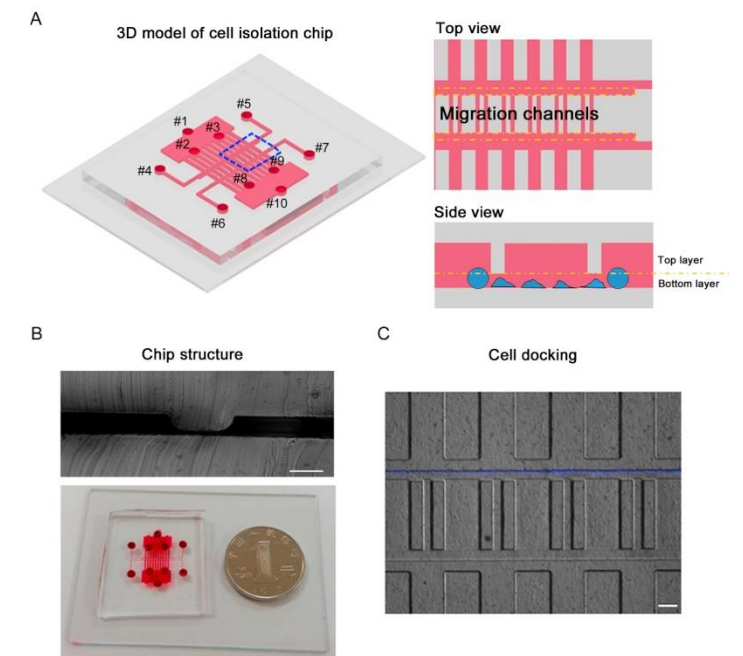 A
3D model of cell isolation chip
#1
#2
#3
#4
#5
#6
#7
#8
#9
#10
Top view
Migration channels
Side view
Top layer
Bottom layer
B
Chip structure
C
Cell docking